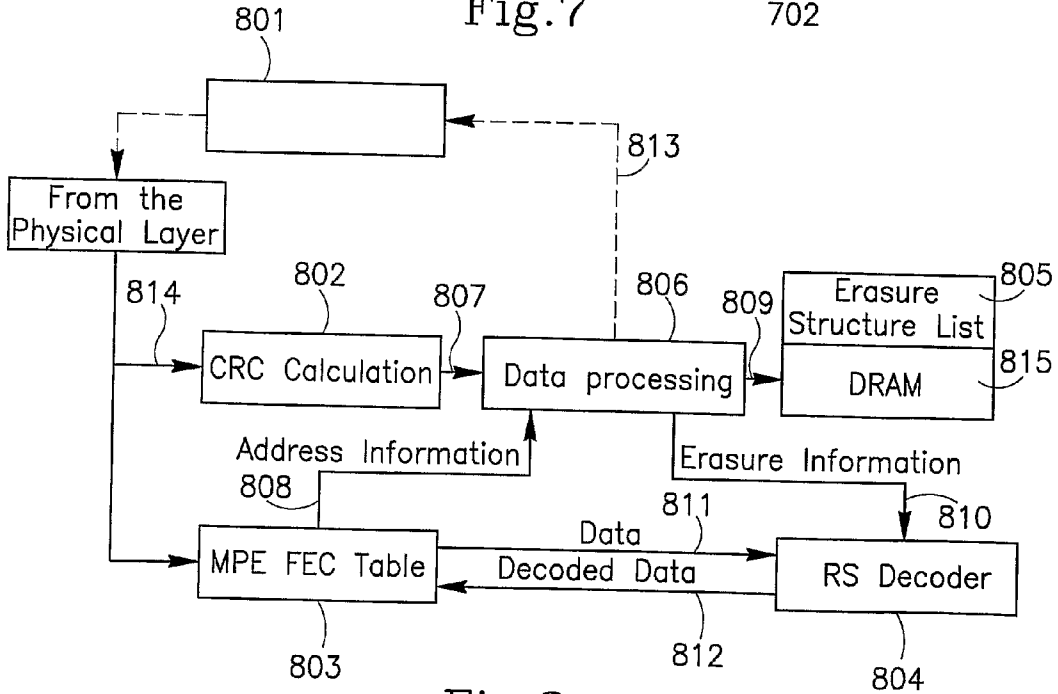 Fig.7
702
801
813
From the
Physical Layer
814
802
807
806
809
805
Erasure
Structure List
CRC Calculation
Data processing
DRAM
815
Address Information
808
Erasure Information
810
811
Data
MPE FEC Table
Decoded Data
RS Decoder
803
812
804